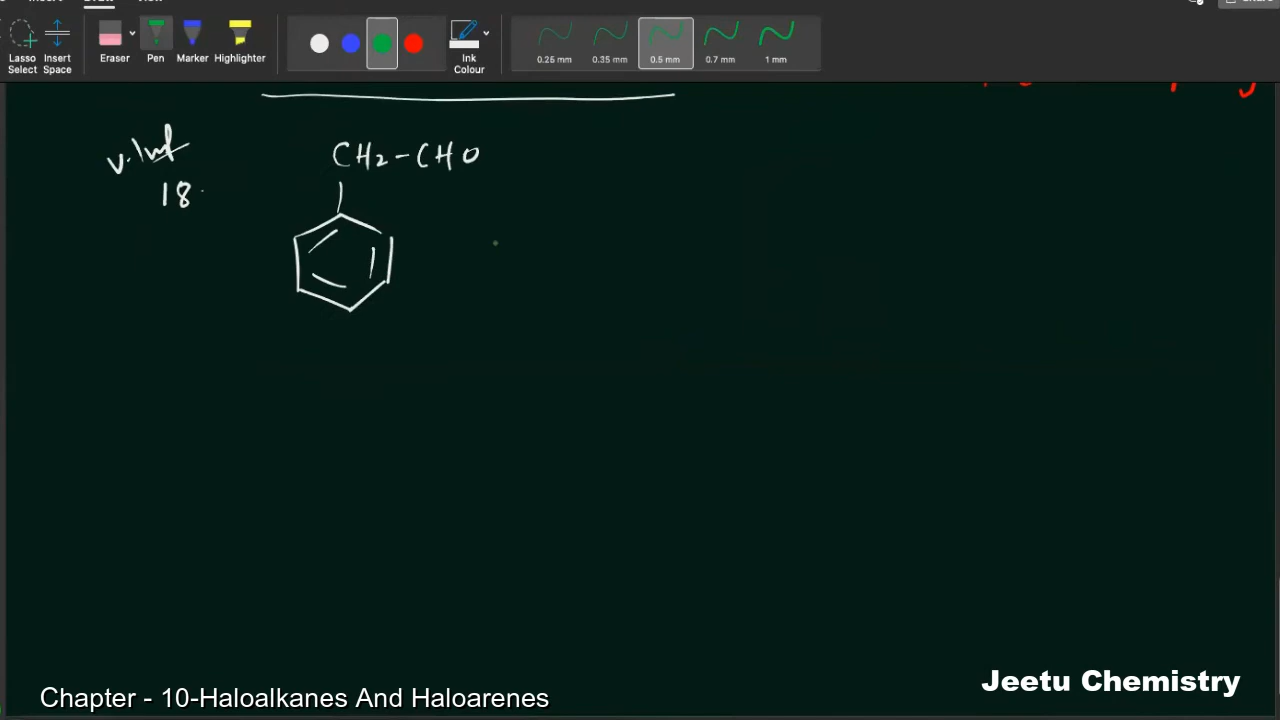 Lasso Select
Insert Space
Eraser
Pen
Marker
Highlighter
Ink Colour
0.25 mm
0.35 mm
0.5 mm
0.7 mm
1 mm
v.Imp
18.
CH2-CHO
Jeetu Chemistry
Chapter - 10-Haloalkanes And Haloarenes